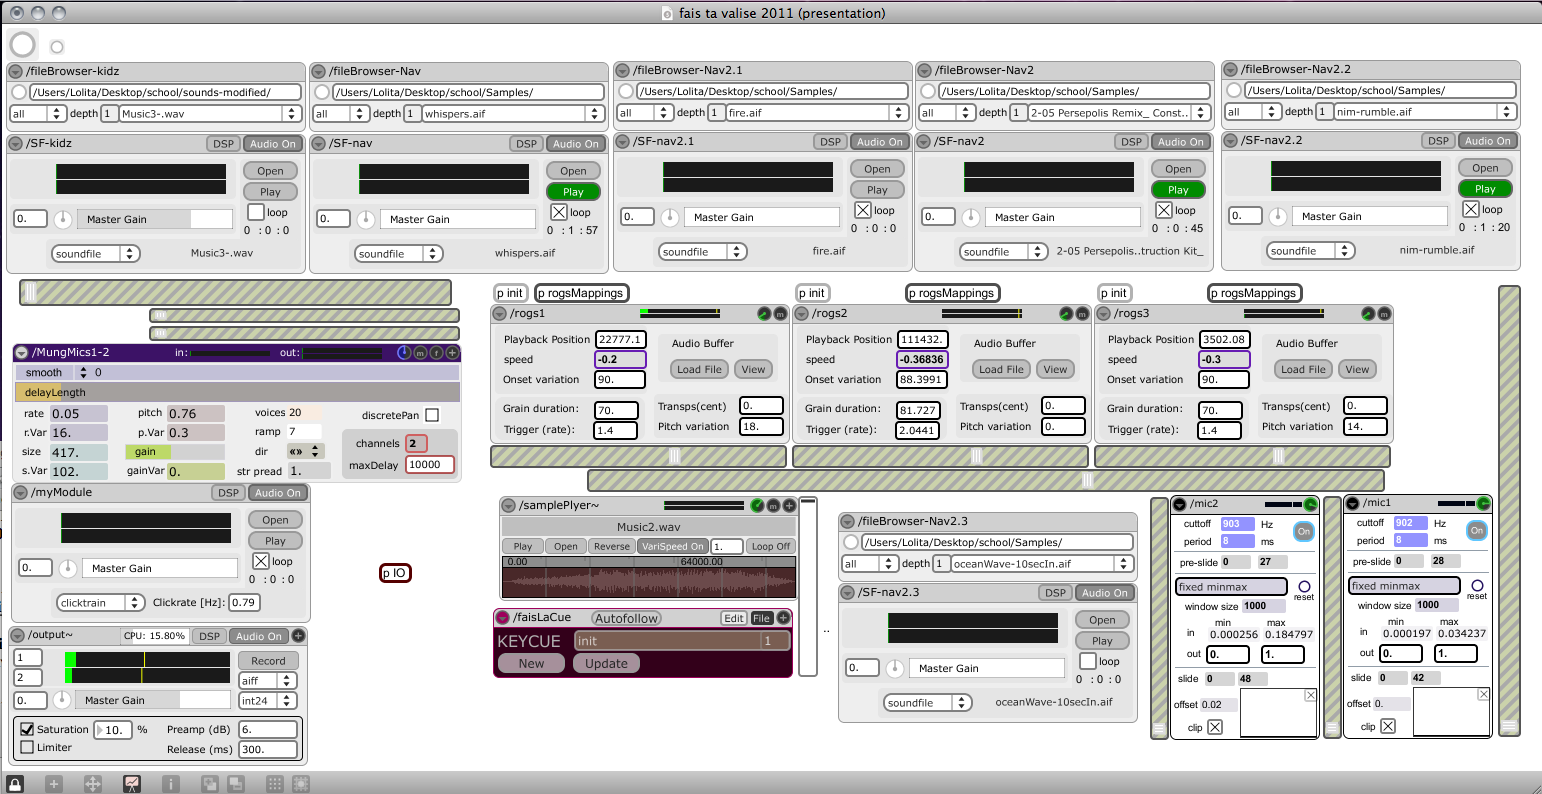 fais ta valise 2011 (presentation)
/fileBrowser-kidz
/Users/Lolita/Desktop/school/sounds-modified/
all depth 1 Music3-.wav
/SF-kidz DSP Audio On
Open
Play
loop
0. Master Gain 0 : 0 : 0
soundfile Music3-.wav
/fileBrowser-Nav
/Users/Lolita/Desktop/school/Samples/
all depth 1 whispers.aif
/SF-nav DSP Audio On
Open
Play
loop
0. Master Gain 0 : 1 : 57
soundfile whispers.aif
/fileBrowser-Nav2.1
/Users/Lolita/Desktop/school/Samples/
all depth 1 fire.aif
/SF-nav2.1 DSP Audio On
Open
Play
loop
0. Master Gain 0 : 0 : 0
soundfile fire.aif
/fileBrowser-Nav2
/Users/Lolita/Desktop/school/Samples/
all depth 1 2-05 Persepolis Remix_ Const..
/SF-nav2 DSP Audio On
Open
Play
loop
0. Master Gain 0 : 0 : 45
soundfile 2-05 Persepolis..truction Kit_
/fileBrowser-Nav2.2
/Users/Lolita/Desktop/school/Samples/
all depth 1 nim-rumble.aif
/SF-nav2.2 DSP Audio On
Open
Play
loop
0. Master Gain 0 : 1 : 20
soundfile nim-rumble.aif
/MungMics1-2 in: out: m r +
smooth 0
delayLength
rate 0.05 pitch 0.76 voices 20 discretePan
r.Var 16. p.Var 0.3 ramp 7
size 417. gain dir «» channels 2
s.Var 102. gainVar 0. str pread 1. maxDelay 10000
/myModule DSP Audio On
Open
Play
loop
0. Master Gain 0 : 0 : 0
clicktrain Clickrate [Hz]: 0.79
/output~ CPU: 15.80% DSP Audio On +
1 Record
2 aiff
0. Master Gain int24
Saturation 10. % Preamp (dB) 6.
Limiter Release (ms) 300.
p IO
p init p rogsMappings
/rogs1 m
Playback Position 22777.1 Audio Buffer
speed -0.2 Load File View
Onset variation 90.
Grain duration: 70. Transps(cent) 0.
Trigger (rate): 1.4 Pitch variation 18.
p init p rogsMappings
/rogs2 m
Playback Position 111432. Audio Buffer
speed -0.36836 Load File View
Onset variation 88.3991
Grain duration: 81.727 Transps(cent) 0.
Trigger (rate): 2.0441 Pitch variation 0.
p init p rogsMappings
/rogs3 m
Playback Position 3502.08 Audio Buffer
speed -0.3 Load File View
Onset variation 90.
Grain duration: 70. Transps(cent) 0.
Trigger (rate): 1.4 Pitch variation 14.
/samplePlyer~ m +
Music2.wav
Play Open Reverse VariSpeed On 1. Loop Off
0.00 64000.00
/faisLaCue Autofollow Edit File +
KEYCUE init 1
New Update
..
/fileBrowser-Nav2.3
/Users/Lolita/Desktop/school/Samples/
all depth 1 oceanWave-10secIn.aif
/SF-nav2.3 DSP Audio On
Open
Play
loop
0. Master Gain 0 : 0 : 0
soundfile oceanWave-10secIn.aif
/mic2
cuttoff 903 Hz On
period 8 ms
pre-slide 0 27
fixed minmax reset
window size 1000
min max
in 0.000256 0.184797
out 0. 1.
slide 0 48
offset 0.02
clip
/mic1
cuttoff 902 Hz On
period 8 ms
pre-slide 0 28
fixed minmax reset
window size 1000
min max
in 0.000197 0.034237
out 0. 1.
slide 0 42
offset 0.
clip